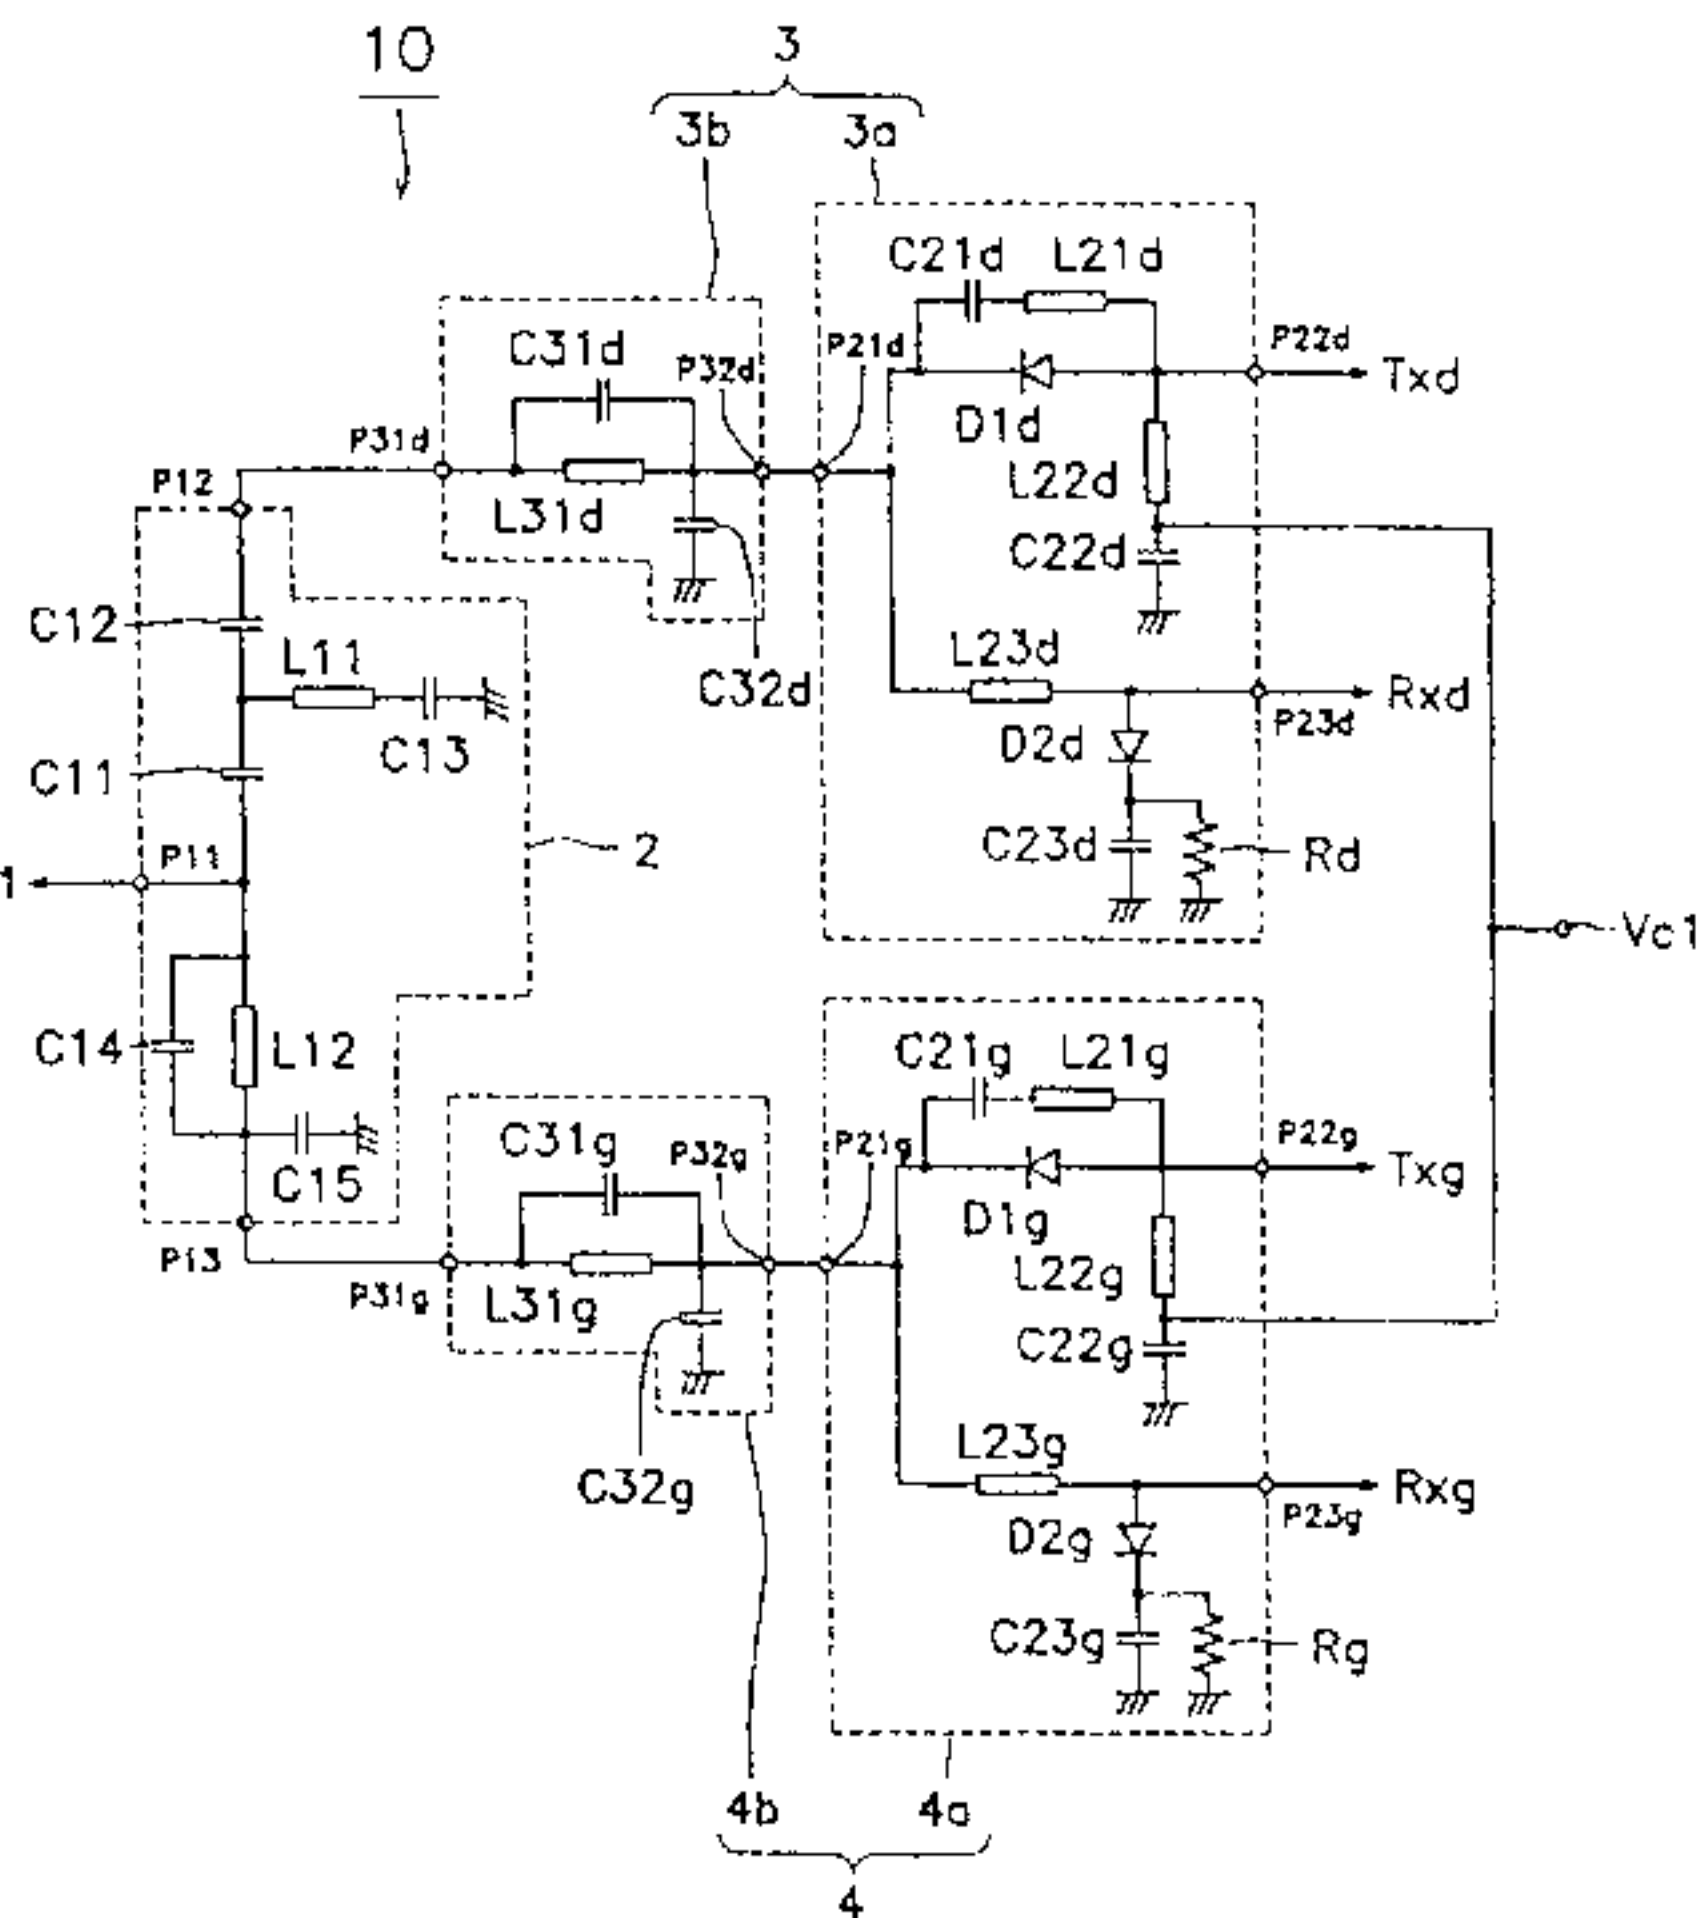 10
3
3b 3a
C21d L21d
P22d
Txd
C31d P32d P21d
D1d
P31d
P12
L22d
L31d
C22d
C12
L11
L23d
C32d
Rxd
P23d
C13
D2d
C11
C23d
Rd
P11
2
1
Vc1
C14 L12
C21g L21g
C31g P32g P21g
P22g
Txg
C15
D1g
P13
P31g L31g
L22g
C22g
L23g
C32g
Rxg
P23g
D2g
C23g
Rg
4b 4a
4